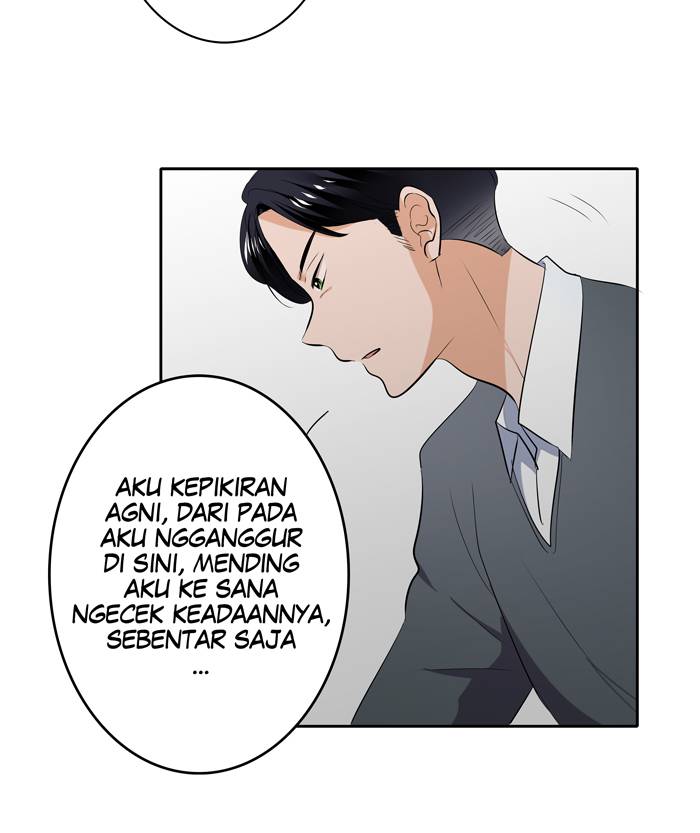 AKU KEPIKIRAN
AGNI, DARI PADA
AKU NGGANGGUR
DI SINI, MENDING
AKU KE SANA
NGECEK KEADAANNYA,
SEBENTAR SAJA
...